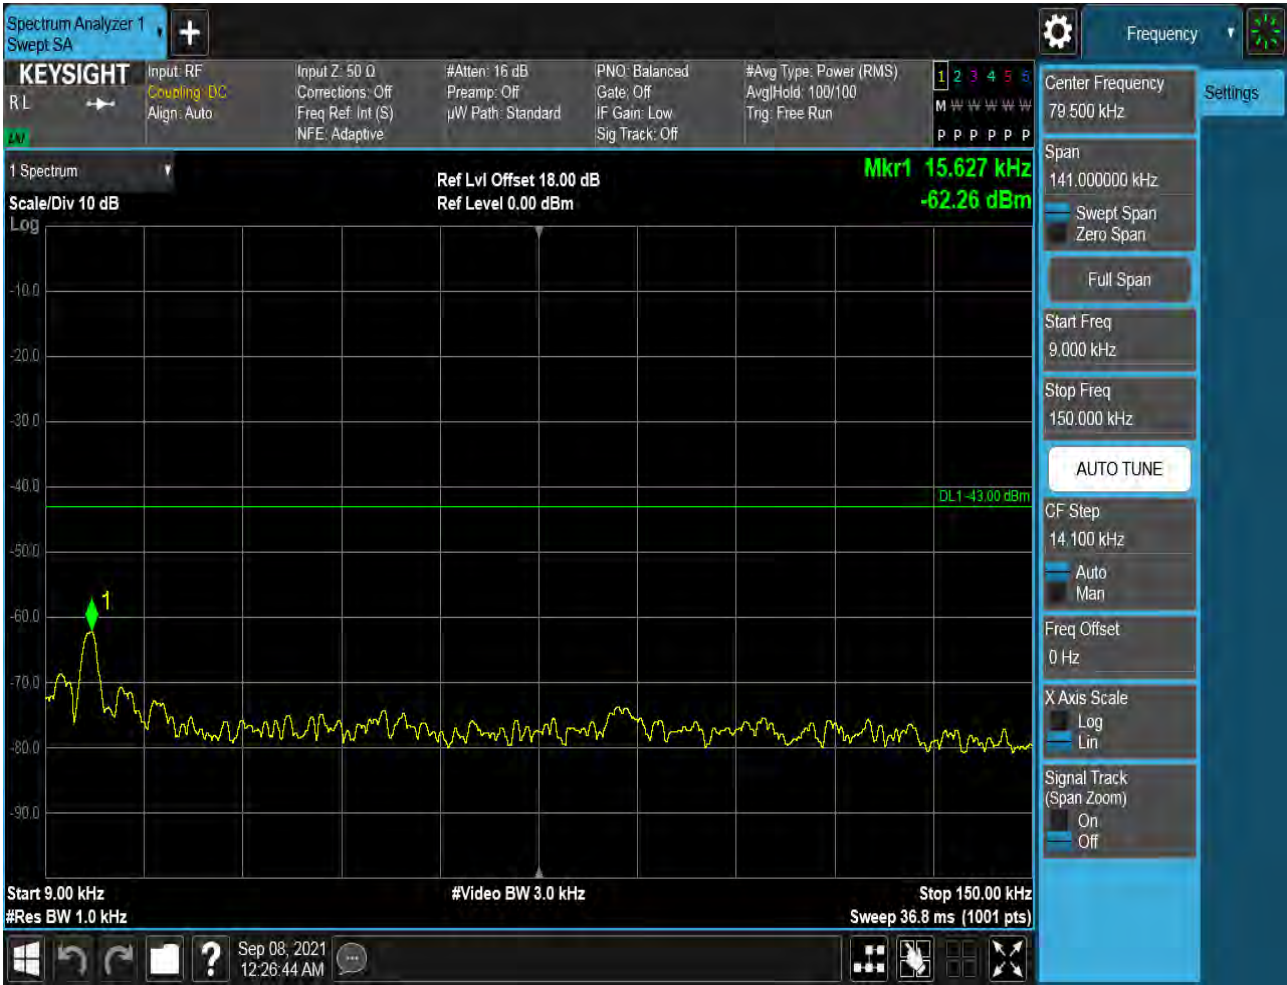 Spectrum Analyzer 1
Swept SA
Frequency
KEYSIGHT
R L
LXI
Input: RF
Coupling: DC
Align: Auto
Input Z: 50 Ω
Corrections: Off
Freq Ref: Int (S)
NFE: Adaptive
#Atten: 16 dB
Preamp: Off
µW Path: Standard
PNO: Balanced
Gate: Off
IF Gain: Low
Sig Track: Off
#Avg Type: Power (RMS)
Avg|Hold: 100/100
Trig: Free Run
1 2 3 4 5 6
M W W W W W
P P P P P P
1 Spectrum
Scale/Div 10 dB
Log
Ref Lvl Offset 18.00 dB
Ref Level 0.00 dBm
Mkr1 15.627 kHz
-62.26 dBm
-10.0
-20.0
-30.0
-40.0
DL1 -43.00 dBm
-50.0
1
-60.0
-70.0
-80.0
-90.0
Start 9.00 kHz
#Res BW 1.0 kHz
#Video BW 3.0 kHz
Stop 150.00 kHz
Sweep 36.8 ms (1001 pts)
Sep 08, 2021
12:26:44 AM
Center Frequency
79.500 kHz
Settings
Span
141.000000 kHz
Swept Span
Zero Span
Full Span
Start Freq
9.000 kHz
Stop Freq
150.000 kHz
AUTO TUNE
CF Step
14.100 kHz
Auto
Man
Freq Offset
0 Hz
X Axis Scale
Log
Lin
Signal Track
(Span Zoom)
On
Off